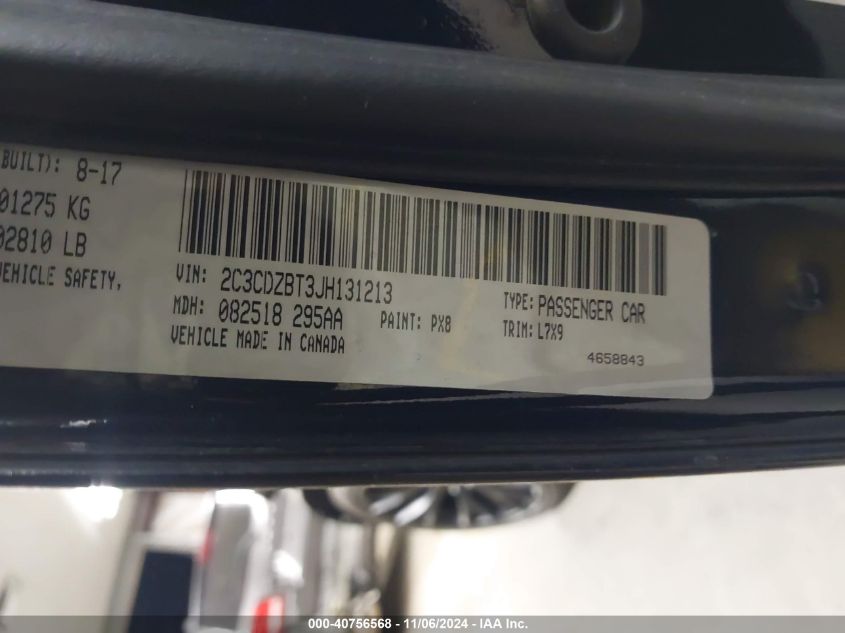 BUILT): 8-17
01275 KG
02810 LB
VEHICLE SAFETY,
VIN: 2C3CDZBT3JH131213
TYPE: PASSENGER CAR
MDH: 082518 295AA
PAINT: PX8
TRIM: L7X9
VEHICLE MADE IN CANADA
4658843
000-40756568 - 11/06/2024 - IAA Inc.